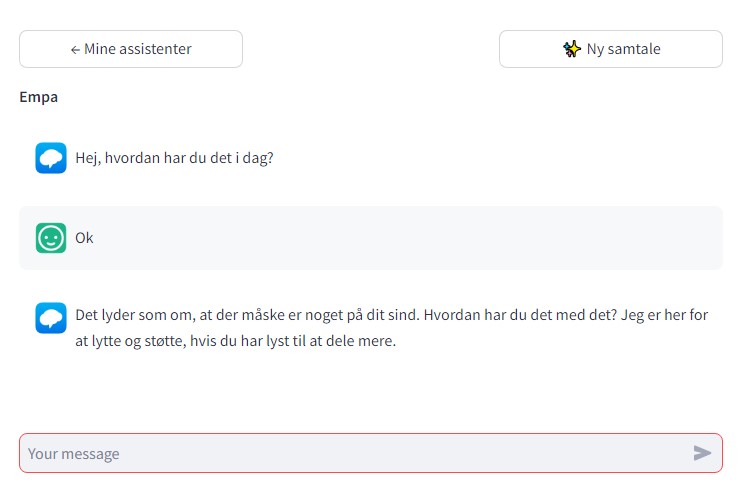 ← Mine assistenter
✨ Ny samtale
Empa
Hej, hvordan har du det i dag?
Ok
Det lyder som om, at der måske er noget på dit sind. Hvordan har du det med det? Jeg er her for
at lytte og støtte, hvis du har lyst til at dele mere.
Your message